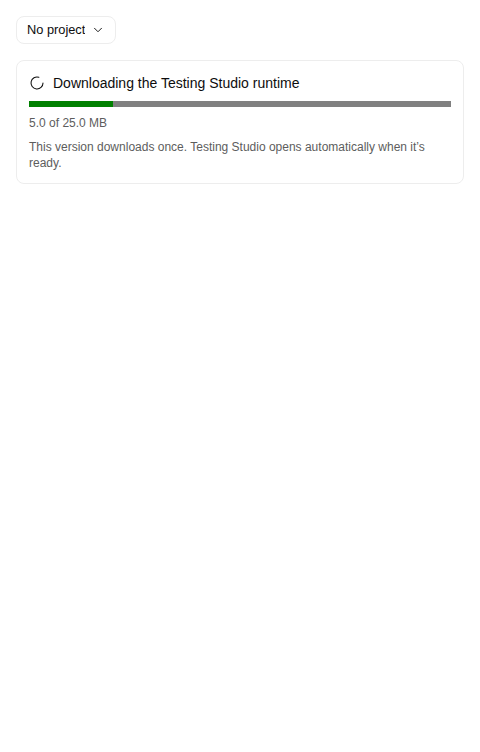 No project
Downloading the Testing Studio runtime
5.0 of 25.0 MB
This version downloads once. Testing Studio opens automatically when it’s
ready.